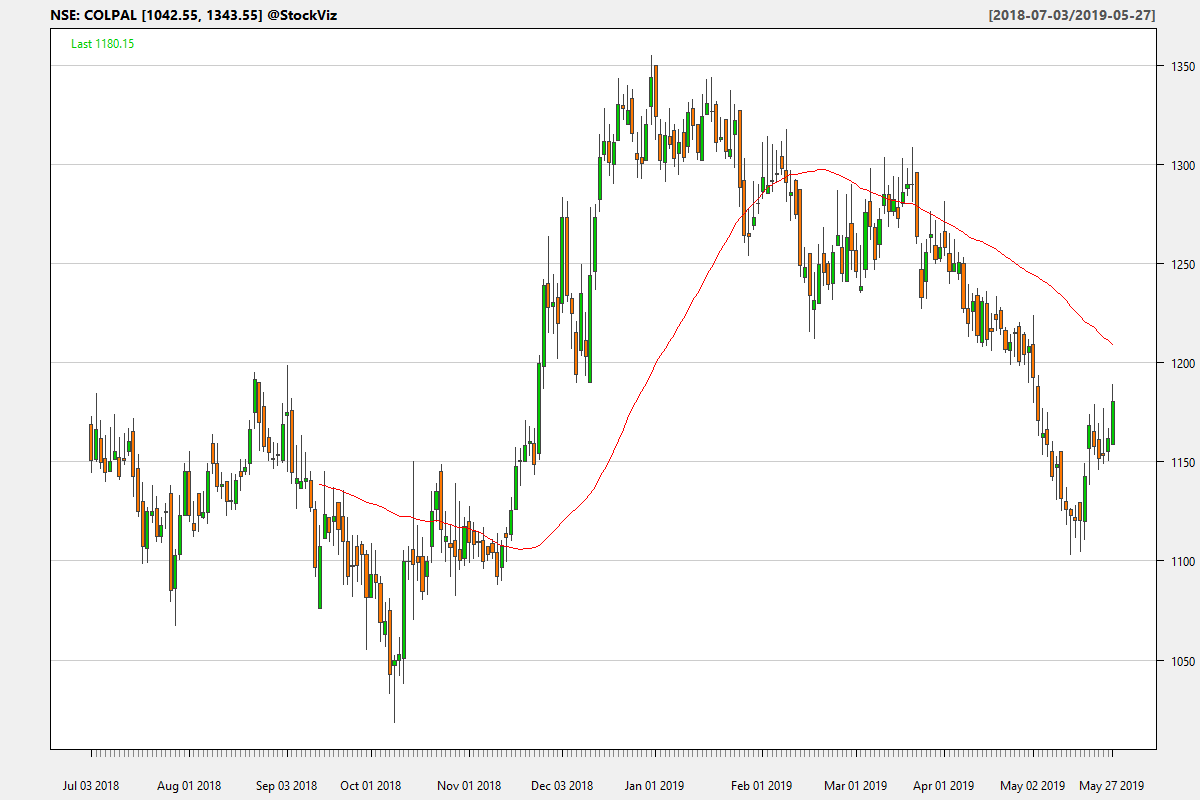 NSE: COLPAL [1042.55, 1343.55] @StockViz [2018-07-03/2019-05-27]
Last 1180.15
1350
1300
1250
1200
1150
1100
1050
Jul 03 2018 Aug 01 2018 Sep 03 2018 Oct 01 2018 Nov 01 2018 Dec 03 2018 Jan 01 2019 Feb 01 2019 Mar 01 2019 Apr 01 2019 May 02 2019 May 27 2019